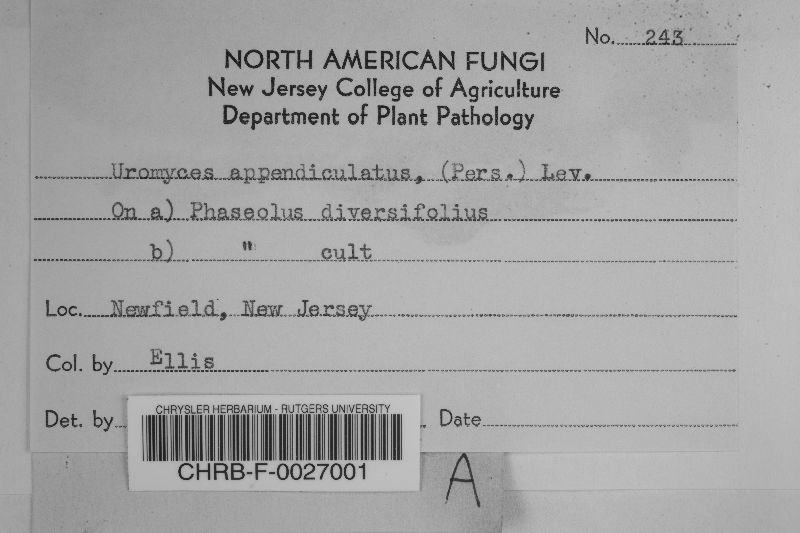 No. 243
NORTH AMERICAN FUNGI
New Jersey College of Agriculture
Department of Plant Pathology
Uromyces appendiculatus, (Pers.) Lev.
On a) Phaseolus diversifolius
b) " cult
Loc. Newfield, New Jersey
Col. by Ellis
Det. by Date
CHRYSLER HERBARIUM - RUTGERS UNIVERSITY
CHRB-F-0027001
A